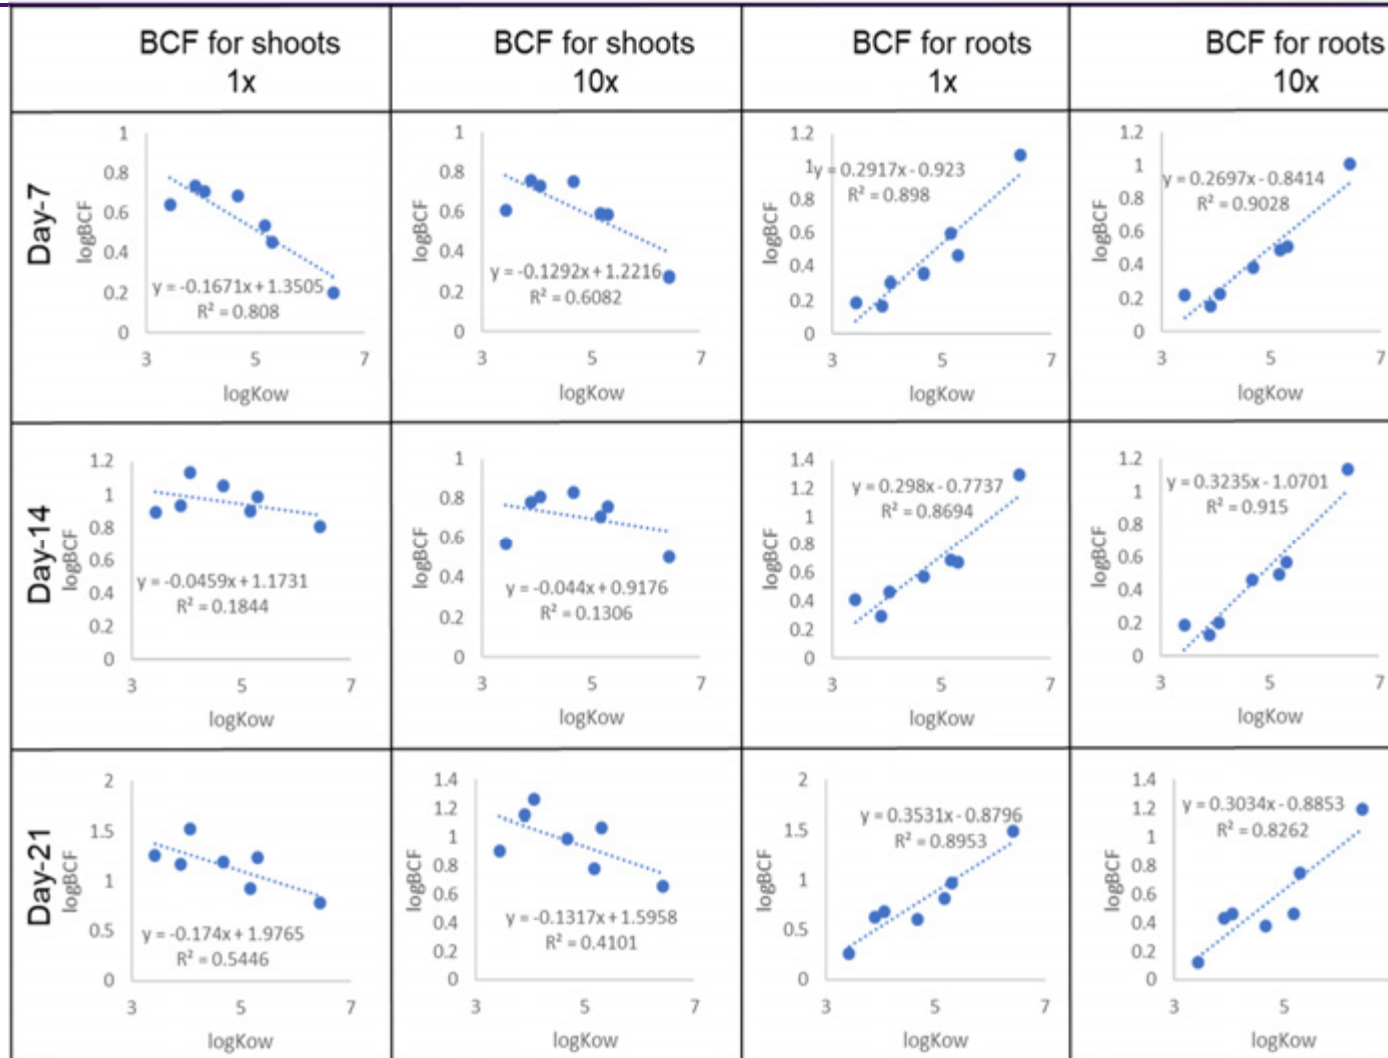 BCF for shoots
1x
BCF for shoots
10x
BCF for roots
1x
BCF for roots
10x
Day-7
1
0.8
0.6
0.4
0.2
0
logBCF
y = -0.1671x + 1.3505
R² = 0.808
3 5 7
logKow
1
0.8
0.6
0.4
0.2
0
logBCF
y = -0.1292x + 1.2216
R² = 0.6082
3 5 7
logKow
1.2
1
0.8
0.6
0.4
0.2
0
logBCF
y = 0.2917x - 0.923
R² = 0.898
3 5 7
logKow
1.2
1
0.8
0.6
0.4
0.2
0
logBCF
y = 0.2697x - 0.8414
R² = 0.9028
3 5 7
logKow
Day-14
1.2
1
0.8
0.6
0.4
0.2
0
logBCF
y = -0.0459x + 1.1731
R² = 0.1844
3 5 7
logKow
1
0.8
0.6
0.4
0.2
0
logBCF
y = -0.044x + 0.9176
R² = 0.1306
3 5 7
logKow
1.4
1.2
1
0.8
0.6
0.4
0.2
0
logBCF
y = 0.298x - 0.7737
R² = 0.8694
3 5 7
logKow
1.2
1
0.8
0.6
0.4
0.2
0
logBCF
y = 0.3235x - 1.0701
R² = 0.915
3 5 7
logKow
Day-21
2
1.5
1
0.5
0
logBCF
y = -0.174x + 1.9765
R² = 0.5446
3 5 7
logKow
1.4
1.2
1
0.8
0.6
0.4
0.2
0
logBCF
y = -0.1317x + 1.5958
R² = 0.4101
3 5 7
logKow
2
1.5
1
0.5
0
logBCF
y = 0.3531x - 0.8796
R² = 0.8953
3 5 7
logKow
1.4
1.2
1
0.8
0.6
0.4
0.2
0
logBCF
y = 0.3034x - 0.8853
R² = 0.8262
3 5
logKow